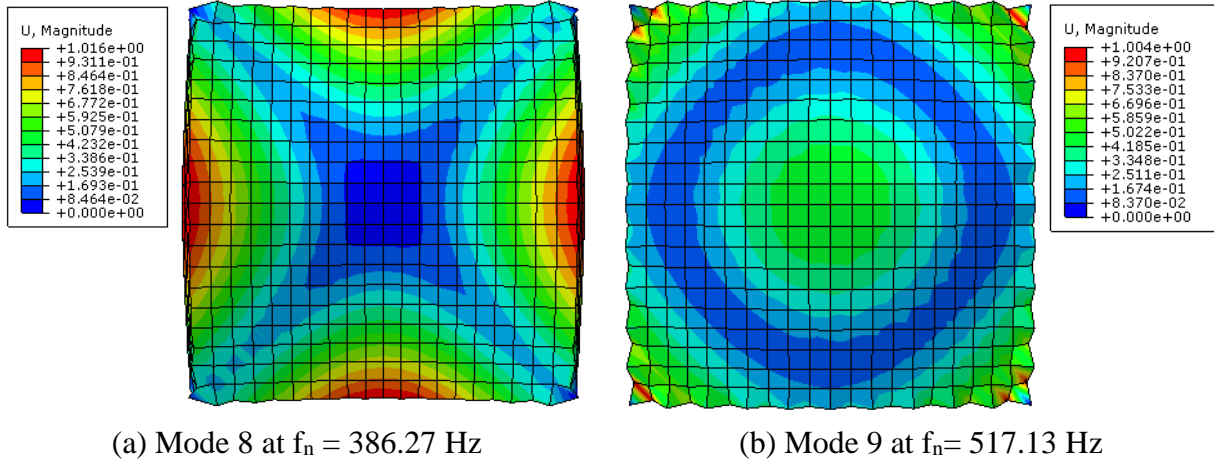 U, Magnitude
+1.016e+00
+9.311e-01
+8.464e-01
+7.618e-01
+6.772e-01
+5.925e-01
+5.079e-01
+4.232e-01
+3.386e-01
+2.539e-01
+1.693e-01
+8.464e-02
+0.000e+00
U, Magnitude
+1.004e+00
+9.207e-01
+8.370e-01
+7.533e-01
+6.696e-01
+5.859e-01
+5.022e-01
+4.185e-01
+3.348e-01
+2.511e-01
+1.674e-01
+8.370e-02
+0.000e+00
(a) Mode 8 at fₙ = 386.27 Hz
(b) Mode 9 at fₙ= 517.13 Hz